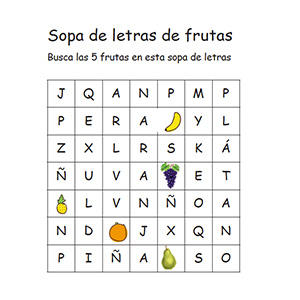 Sopa de letras de frutas
Busca las 5 frutas en esta sopa de letras
J Q A N P M P
P E R A Y L
Z X L R S K Á
Ñ U V A E T
L V N Ñ O A
N D J X Q N
P I Ñ A S O